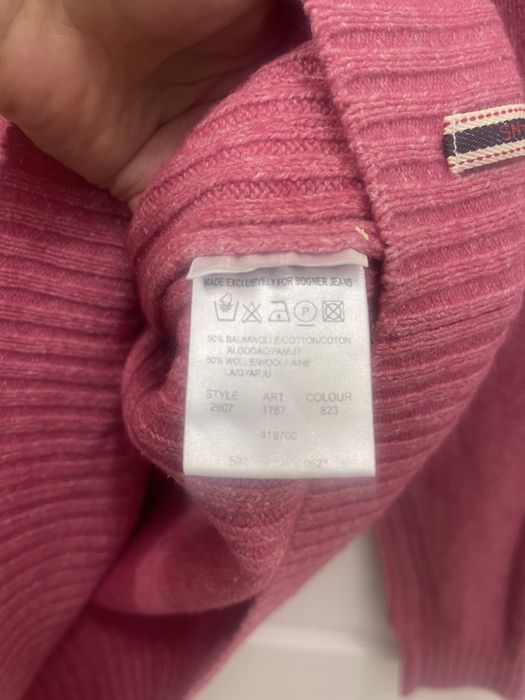 MADE EXCLUSIVELY FOR BOGNER JEANS
50% BAUMWOLLE/COTTON/COTON
ALGODAO/PAMUT
50% WOLLE/WOOL/LAINE
LA/GYAPJU
STYLE ART COLOUR
2907 1767 823
419700